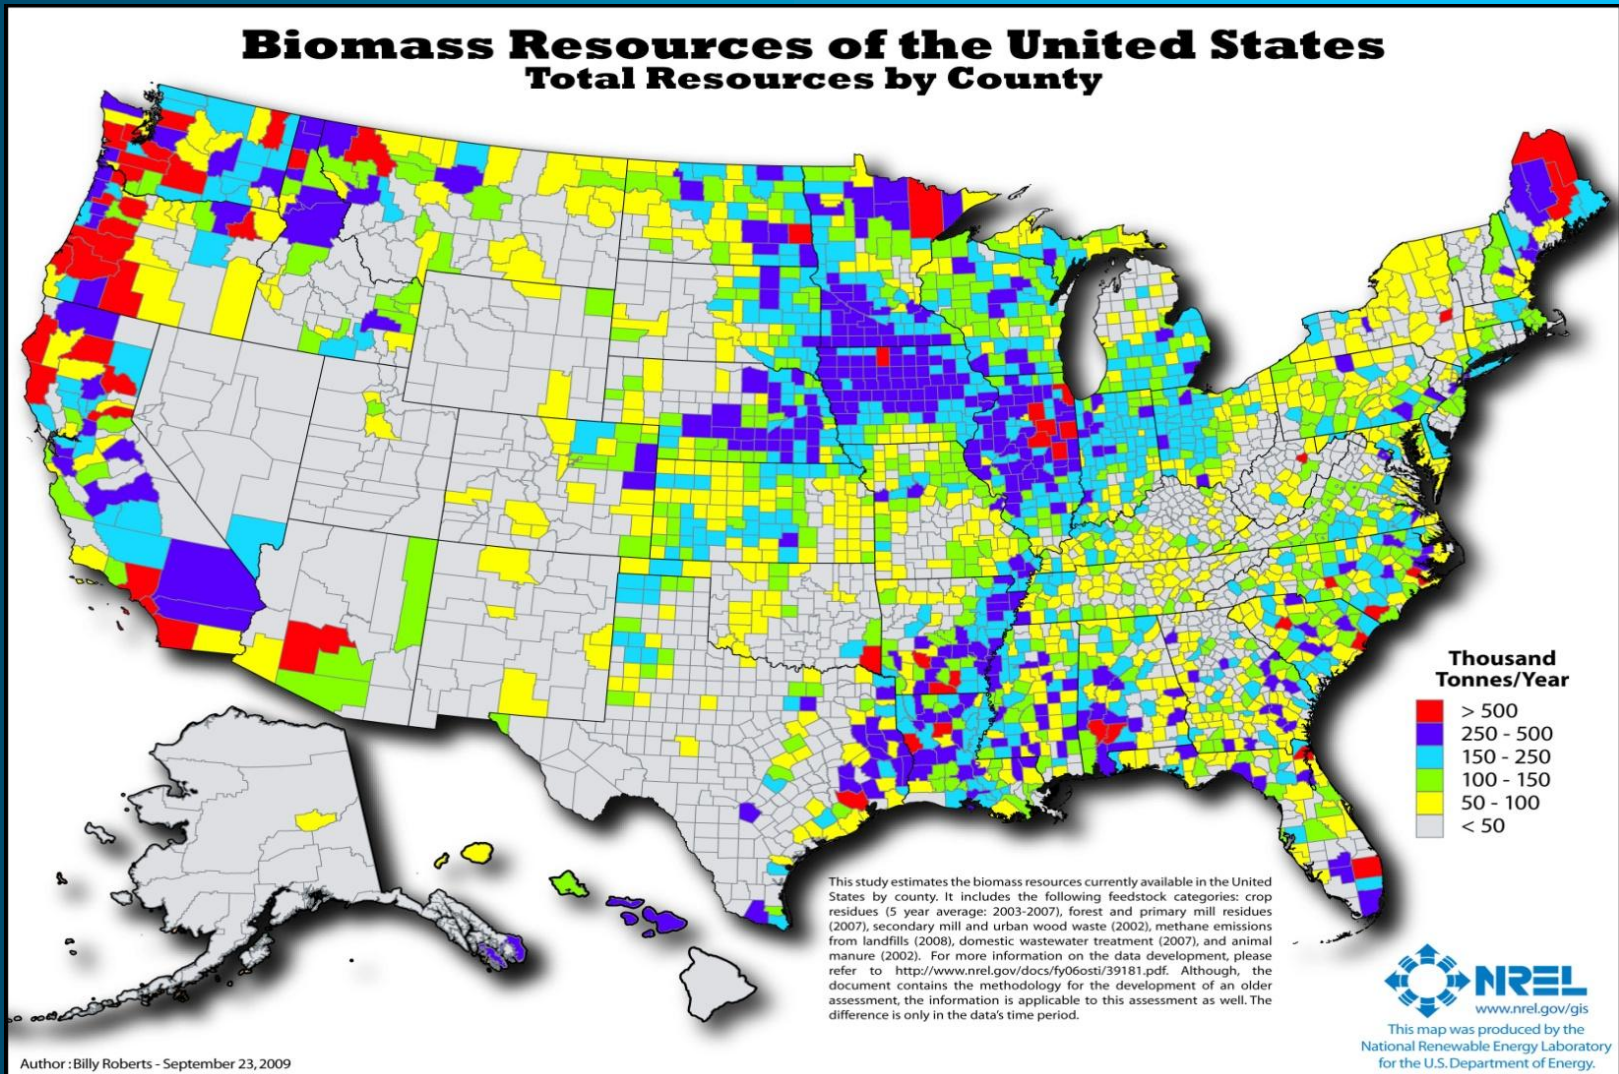 Biomass Resources of the United States
Total Resources by County
Thousand
Tonnes/Year
> 500
250 - 500
150 - 250
100 - 150
50 - 100
< 50
This study estimates the biomass resources currently available in the United
States by county. It includes the following feedstock categories: crop
residues (5 year average: 2003-2007), forest and primary mill residues
(2007), secondary mill and urban wood waste (2002), methane emissions
from landfills (2008), domestic wastewater treatment (2007), and animal
manure (2002). For more information on the data development, please
refer to http://www.nrel.gov/docs/fy06osti/39181.pdf. Although, the
document contains the methodology for the development of an older
assessment, the information is applicable to this assessment as well. The
difference is only in the data's time period.
NREL
www.nrel.gov/gis
This map was produced by the
National Renewable Energy Laboratory
for the U.S. Department of Energy.
Author : Billy Roberts - September 23, 2009